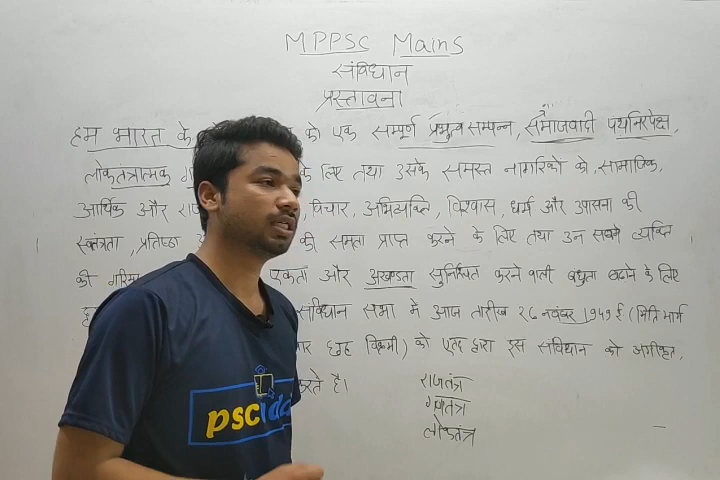 MPPSC Mains
संविधान
प्रस्तावना
हम भारत के को एक सम्पूर्ण प्रभुत्व सम्पन्न, समाजवादी पंथनिरपेक्ष,
लोकतंत्रात्मक के लिए तथा उसके समस्त नागरिकों को, सामाजिक,
आर्थिक और विचार, अभिव्यक्ति, विश्वास, धर्म और उपासना की
स्वतंत्रता, प्रतिष्ठा की समता प्राप्त करने के लिए तथा उन सबमें व्यक्ति
की गरिमा एकता और अखण्डता सुनिश्चित करने वाली बंधुता बढ़ाने के लिए
संविधान सभा में आज तारीख २६ नवंबर 1949 ई (मिति मार्ग
विक्रमी) को एतद् द्वारा इस संविधान को अंगीकृत,
करते है।
राजतंत्र
गणतंत्र
लोकतंत्र
psc